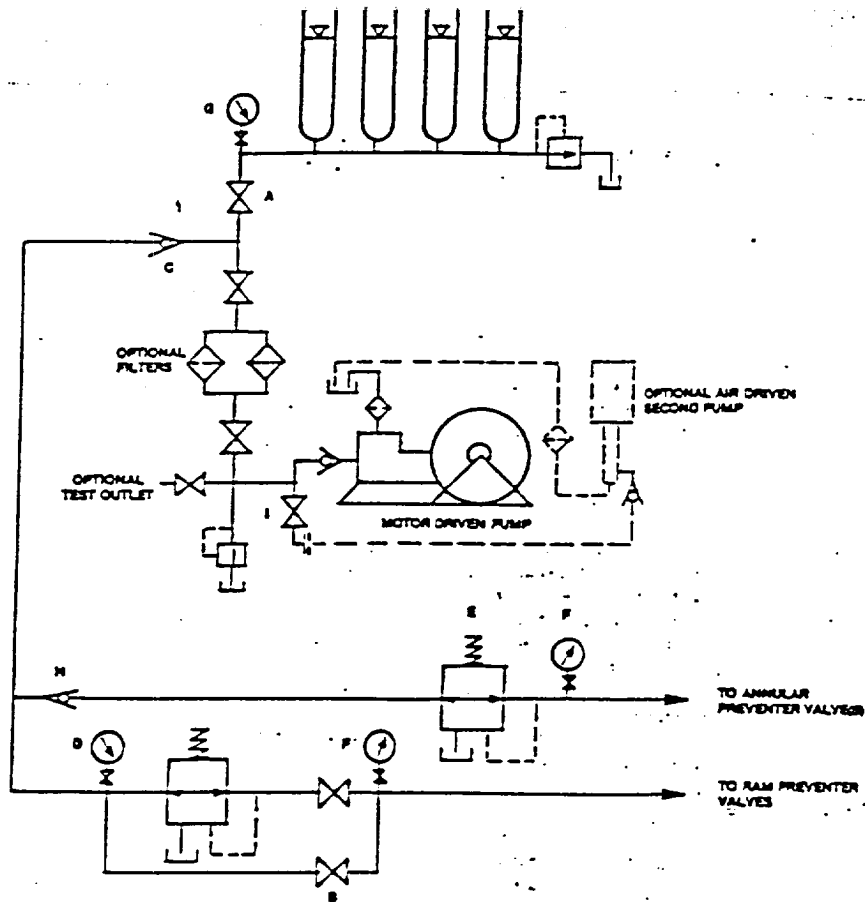 G
A
C
OPTIONAL
FILTERS
OPTIONAL AIR DRIVEN
SECOND PUMP
OPTIONAL
TEST OUTLET
I
MOTOR DRIVEN PUMP
E
F
H
TO ANNULAR
PREVENTER VALVE(S)
D
F
TO RAM PREVENTER
VALVES
B